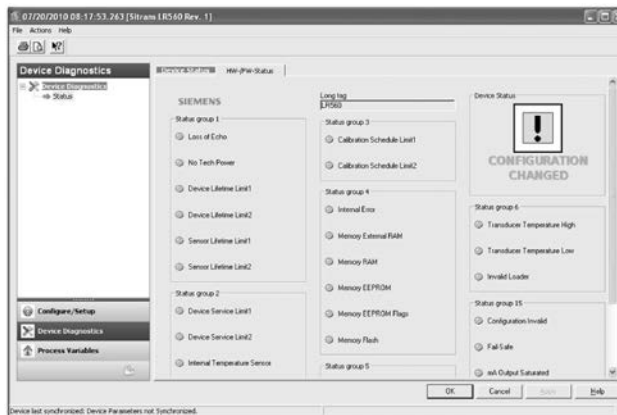 07/20/2010 08:17:53.263 [Sitram LR560 Rev. 1]
File Actions Help
Device Diagnostics
Device Diagnostics
Status
Configure/Setup
Device Diagnostics
Process Variables
Device Status
HW-/FW-Status
SIEMENS
Long tag
LR560
Status group 1
Loss of Echo
No Tech Power
Device Lifetime Limit1
Device Lifetime Limit2
Sensor Lifetime Limit1
Sensor Lifetime Limit2
Status group 2
Device Service Limit1
Device Service Limit2
Internal Temperature Sensor
Status group 3
Calibration Schedule Limit1
Calibration Schedule Limit2
Status group 4
Internal Error
Memory External RAM
Memory RAM
Memory EEPROM
Memory EEPROM Flags
Memory Flash
Status group 5
Device Status
CONFIGURATION
CHANGED
Status group 6
Transducer Temperature High
Transducer Temperature Low
Invalid Loader
Status group 15
Configuration Invalid
Fail-Safe
mA Output Saturated
OK Cancel Apply Help
Device last synchronized: Device Parameters not Synchronized.